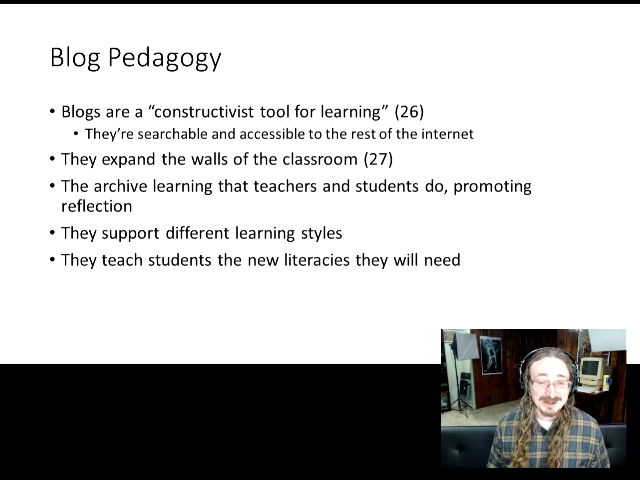 Blog Pedagogy
• Blogs are a “constructivist tool for learning” (26)
• They’re searchable and accessible to the rest of the internet
• They expand the walls of the classroom (27)
• The archive learning that teachers and students do, promoting
reflection
• They support different learning styles
• They teach students the new literacies they will need